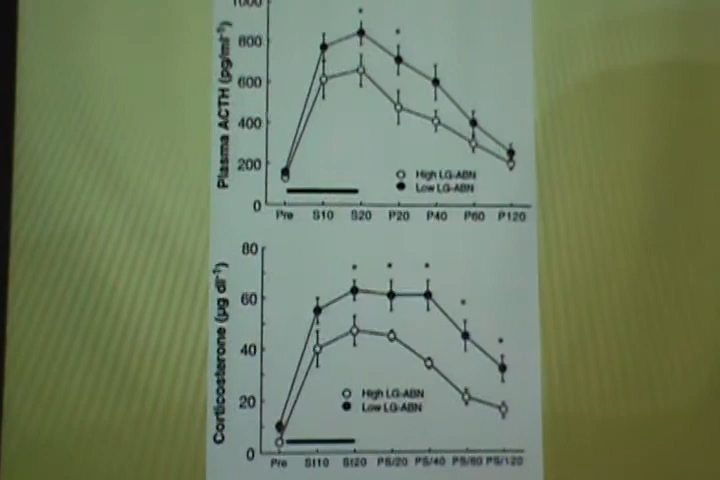 1000
800
600
400
200
0
Plasma ACTH (pg/ml⁻¹)
* *
High LG-ABN
Low LG-ABN
Pre S10 S20 P20 P40 P60 P120
80
60
40
20
0
Corticosterone (µg dl⁻¹)
* * * * *
High LG-ABN
Low LG-ABN
Pre St10 St20 PS/20 PS/40 PS/60 PS/120